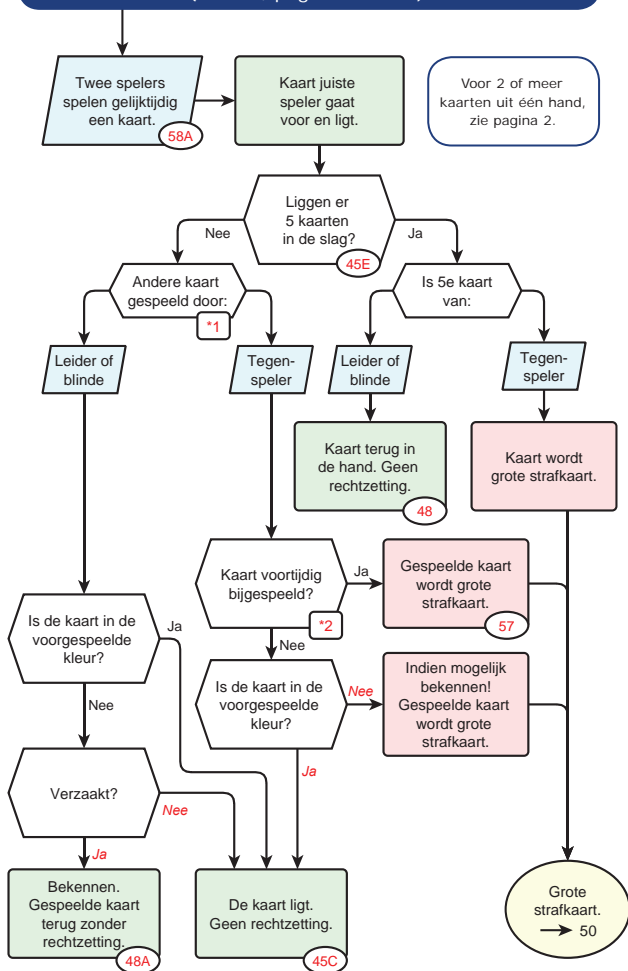 Twee spelers
spelen gelijktijdig
een kaart.
58A
Kaart juiste
speler gaat
voor en ligt.
Voor 2 of meer
kaarten uit één hand,
zie pagina 2.
Liggen er
5 kaarten
in de slag?
45E
Nee
Ja
Andere kaart
gespeeld door:
*1
Is 5e kaart
van:
Leider of
blinde
Tegen-
speler
Leider of
blinde
Tegen-
speler
Kaart terug in
de hand. Geen
rechtzetting.
48
Kaart wordt
grote strafkaart.
Kaart voortijdig
bijgespeeld?
*2
Ja
Nee
Gespeelde kaart
wordt grote
strafkaart.
57
Is de kaart in de
voorgespeelde
kleur?
Ja
Nee
Is de kaart in de
voorgespeelde
kleur?
Nee
Ja
Indien mogelijk
bekennen!
Gespeelde kaart
wordt grote
strafkaart.
Verzaakt?
Nee
Ja
Bekennen.
Gespeelde kaart
terug zonder
rechtzetting.
48A
De kaart ligt.
Geen rechtzetting.
45C
Grote
strafkaart.
→ 50